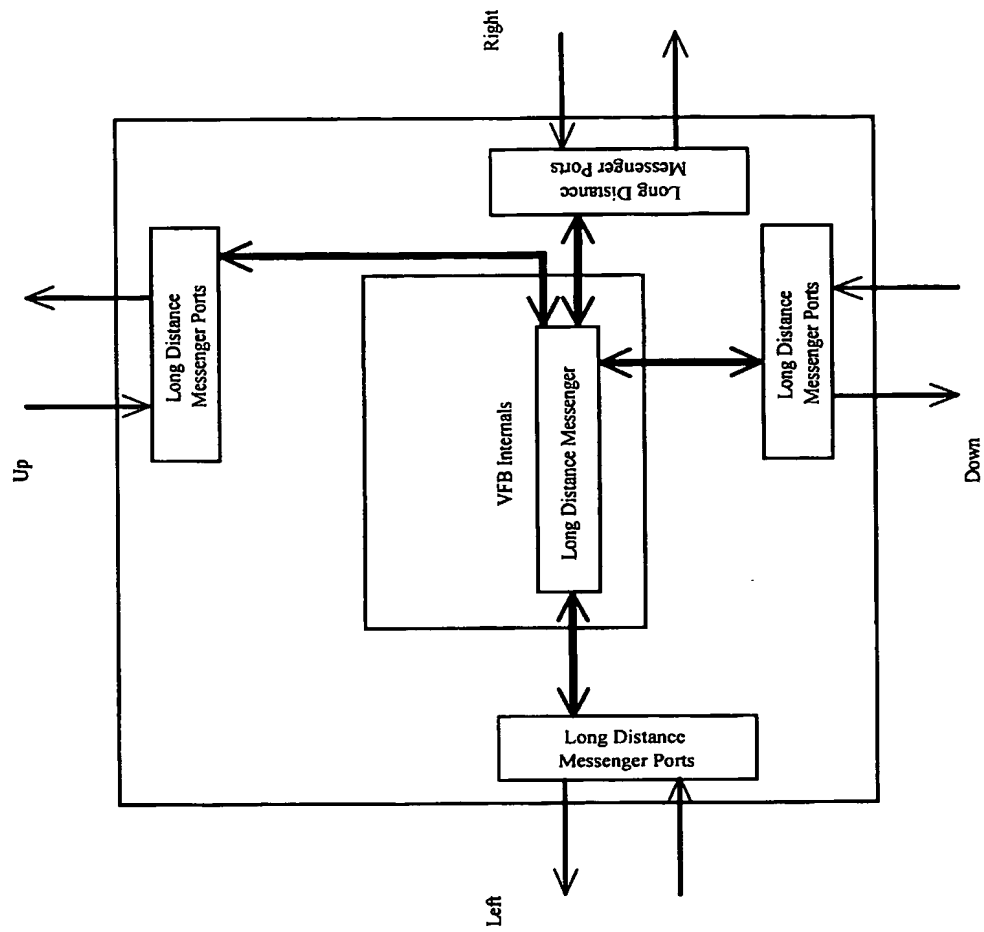 Right
Long Distance
Messenger Ports
Long Distance
Messenger Ports
Up
VFB Internals
Long Distance Messenger
Long Distance
Messenger Ports
Down
Long Distance
Messenger Ports
Left